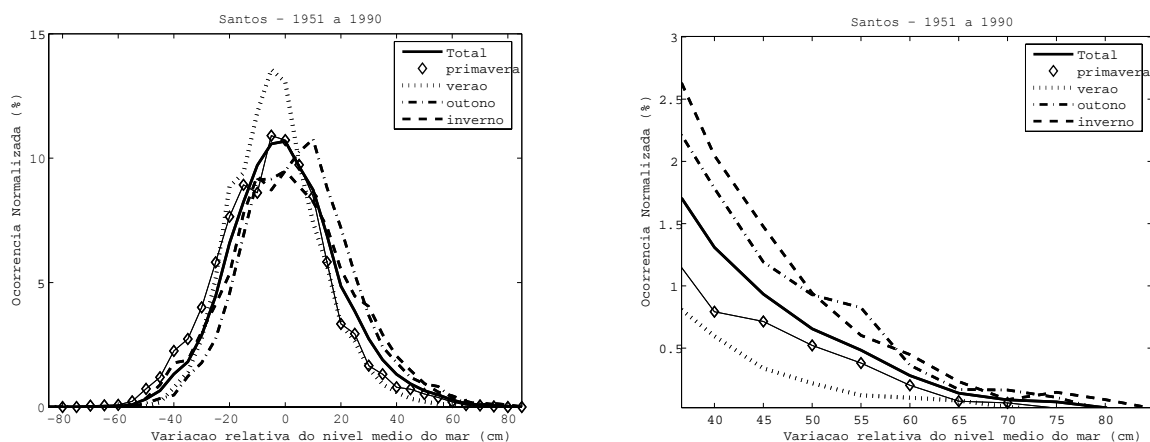 Santos − 1951 a 1990
15
10
5
0
Ocorrencia Normalizada (%)
−80 −60 −40 −20 0 20 40 60 80
Variacao relativa do nivel medio do mar (cm)
Total
primavera
verao
outono
inverno
Santos − 1951 a 1990
3
2.5
2
1.5
1
0.5
Ocorrencia Normalizada (%)
40 45 50 55 60 65 70 75 80
Variacao relativa do nivel medio do mar (cm)
Total
primavera
verao
outono
inverno